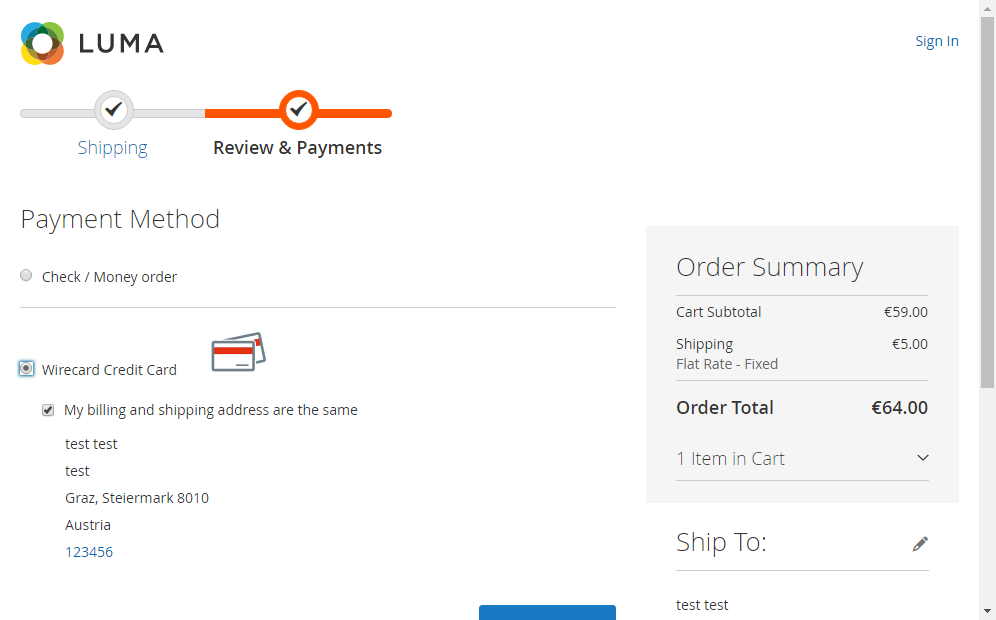 LUMA
Sign In
Shipping
Review & Payments
Payment Method
Check / Money order
Wirecard Credit Card
My billing and shipping address are the same
test test
test
Graz, Steiermark 8010
Austria
123456
Order Summary
Cart Subtotal €59.00
Shipping €5.00
Flat Rate - Fixed
Order Total €64.00
1 Item in Cart
Ship To:
test test